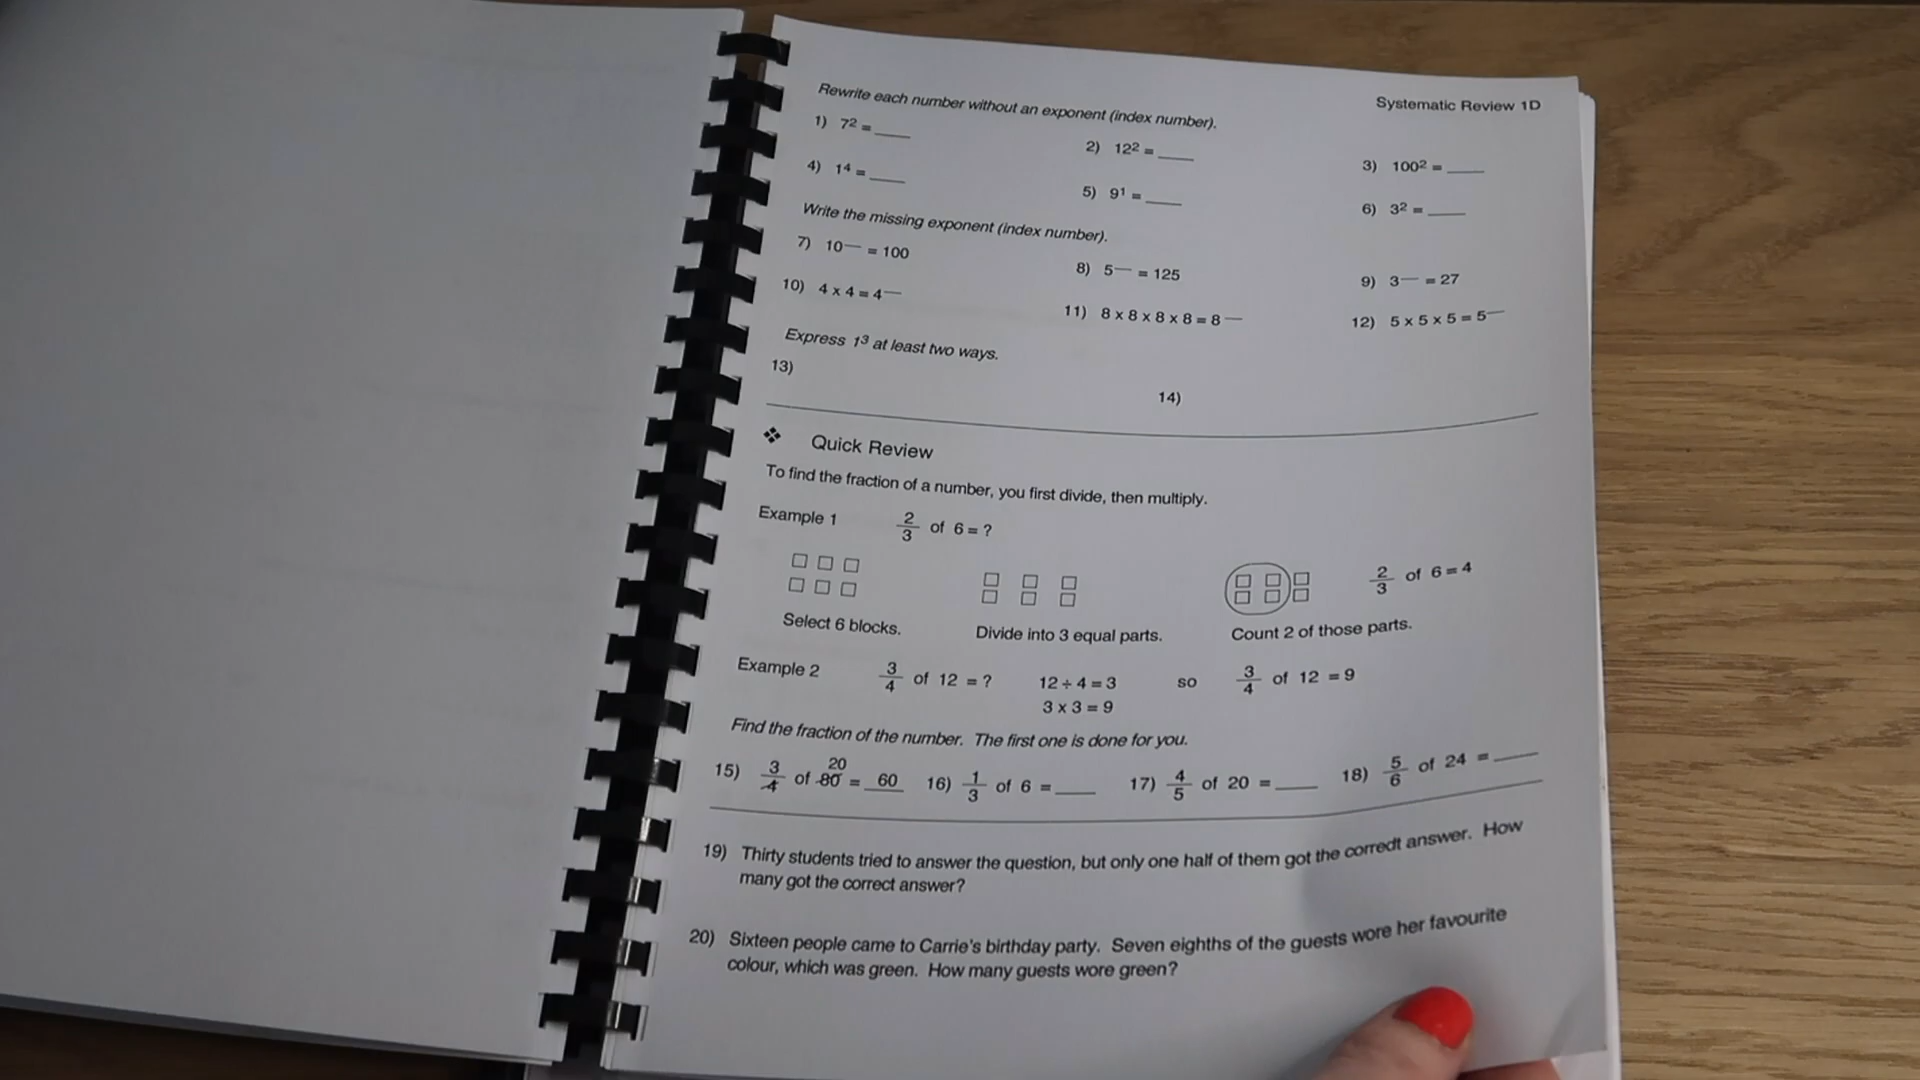 Systematic Review 1D
Rewrite each number without an exponent (index number).
1) 7² = ____ 2) 12² = ____ 3) 100² = ____
4) 1⁴ = ____ 5) 9¹ = ____ 6) 3² = ____
Write the missing exponent (index number).
7) 10— = 100 8) 5— = 125 9) 3— = 27
10) 4 x 4 = 4— 11) 8 x 8 x 8 x 8 = 8— 12) 5 x 5 x 5 = 5—
Express 1³ at least two ways.
13) 14)
❖ Quick Review
To find the fraction of a number, you first divide, then multiply.
Example 1 2/3 of 6 = ?
2/3 of 6 = 4
Select 6 blocks. Divide into 3 equal parts. Count 2 of those parts.
Example 2 3/4 of 12 = ? 12 ÷ 4 = 3 so 3/4 of 12 = 9
3 x 3 = 9
Find the fraction of the number. The first one is done for you.
20
15) 3/4 of 80 = 60 16) 1/3 of 6 = ____ 17) 4/5 of 20 = ____ 18) 5/6 of 24 = ____
19) Thirty students tried to answer the question, but only one half of them got the corredt answer. How
many got the correct answer?
20) Sixteen people came to Carrie's birthday party. Seven eighths of the guests wore her favourite
colour, which was green. How many guests wore green?